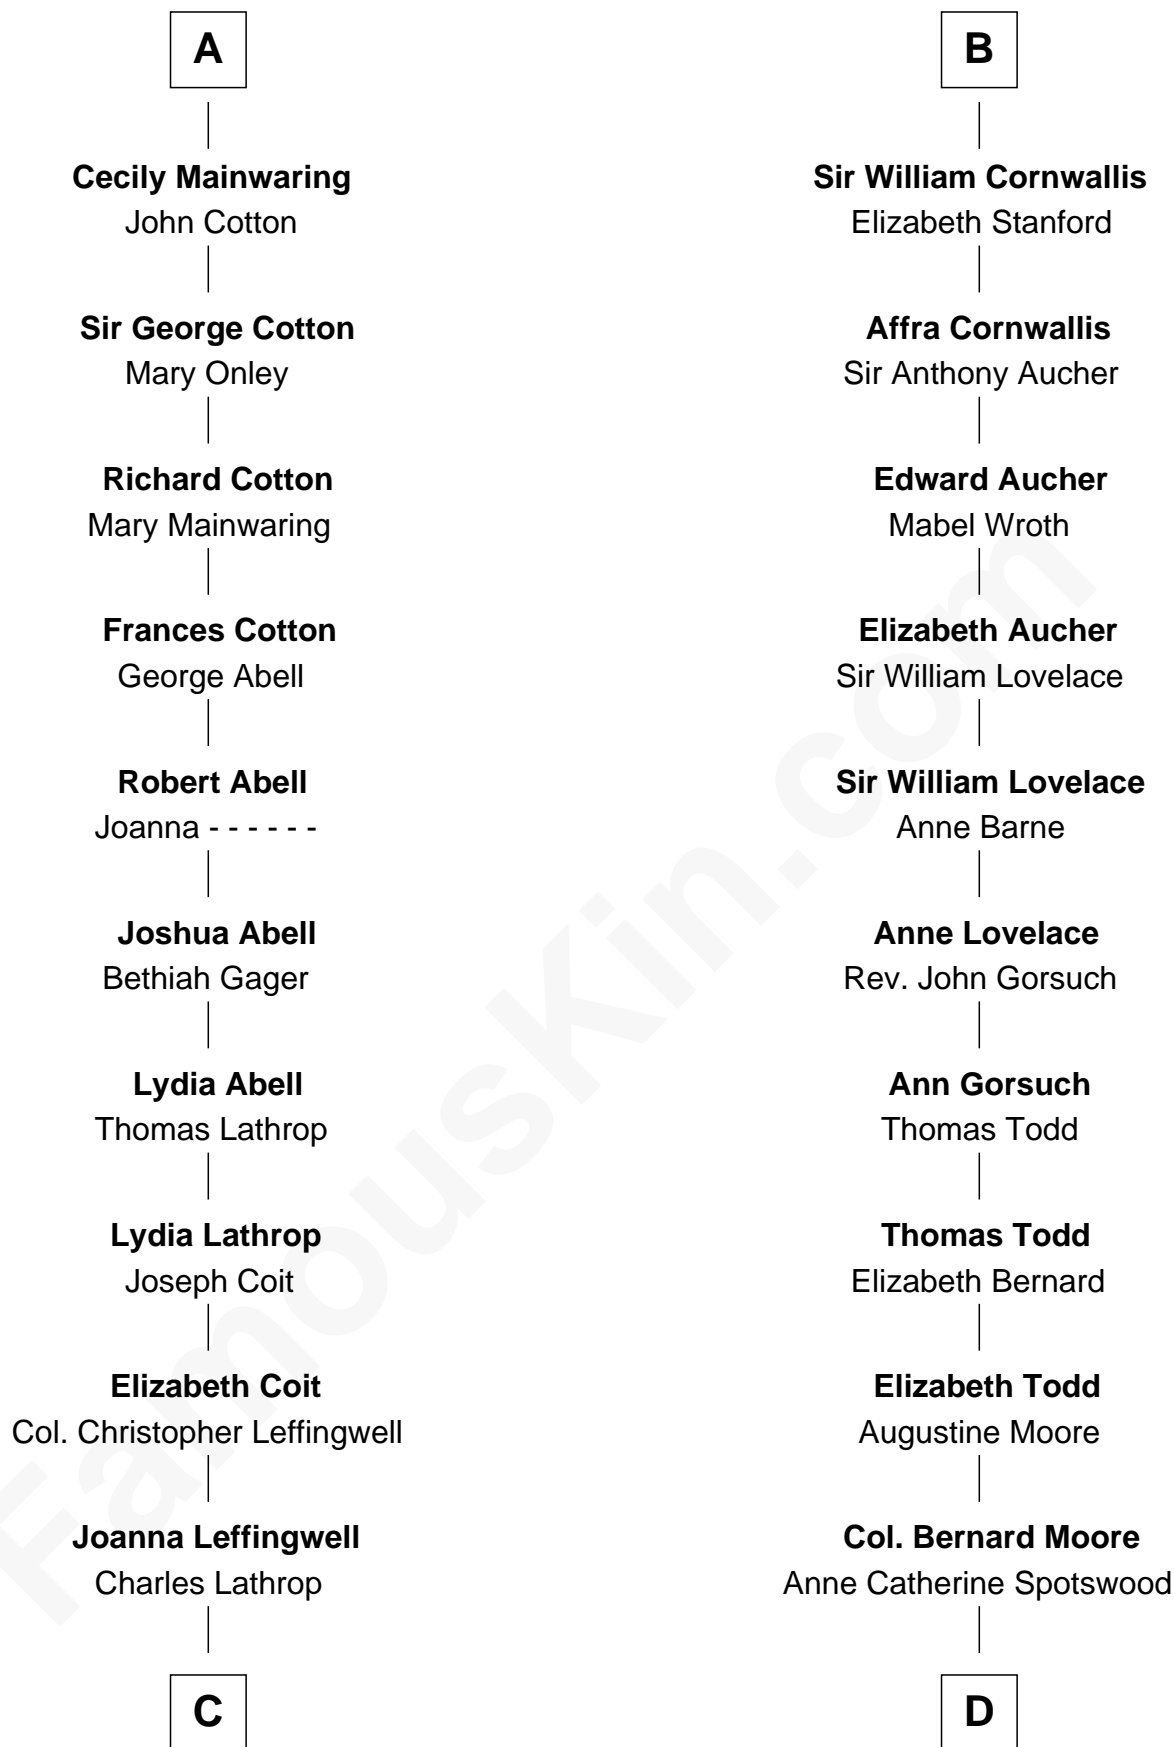 A
Cecily Mainwaring
John Cotton
Sir George Cotton
Mary Onley
Richard Cotton
Mary Mainwaring
Frances Cotton
George Abell
Robert Abell
Joanna - - - - - -
Joshua Abell
Bethiah Gager
Lydia Abell
Thomas Lathrop
Lydia Lathrop
Joseph Coit
Elizabeth Coit
Col. Christopher Leffingwell
Joanna Leffingwell
Charles Lathrop
C
B
Sir William Cornwallis
Elizabeth Stanford
Affra Cornwallis
Sir Anthony Aucher
Edward Aucher
Mabel Wroth
Elizabeth Aucher
Sir William Lovelace
Sir William Lovelace
Anne Barne
Anne Lovelace
Rev. John Gorsuch
Ann Gorsuch
Thomas Todd
Thomas Todd
Elizabeth Bernard
Elizabeth Todd
Augustine Moore
Col. Bernard Moore
Anne Catherine Spotswood
D
FamousKin.com